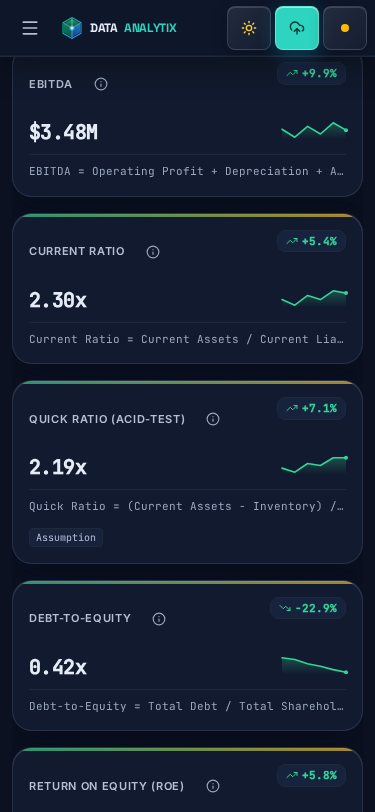 DATA ANALYTIX
+9.9%
EBITDA
$3.48M
EBITDA = Operating Profit + Depreciation + A…
+5.4%
CURRENT RATIO
2.30x
Current Ratio = Current Assets / Current Lia…
+7.1%
QUICK RATIO (ACID-TEST)
2.19x
Quick Ratio = (Current Assets - Inventory) /…
Assumption
-22.9%
DEBT-TO-EQUITY
0.42x
Debt-to-Equity = Total Debt / Total Sharehol…
+5.8%
RETURN ON EQUITY (ROE)